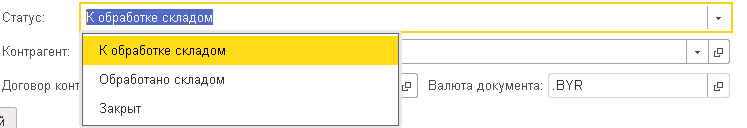 Статус: К обработке складом
К обработке складом
Контрагент:
Обработано складом
Договор конт
Валюта документа: .BYR
Закрыт
й